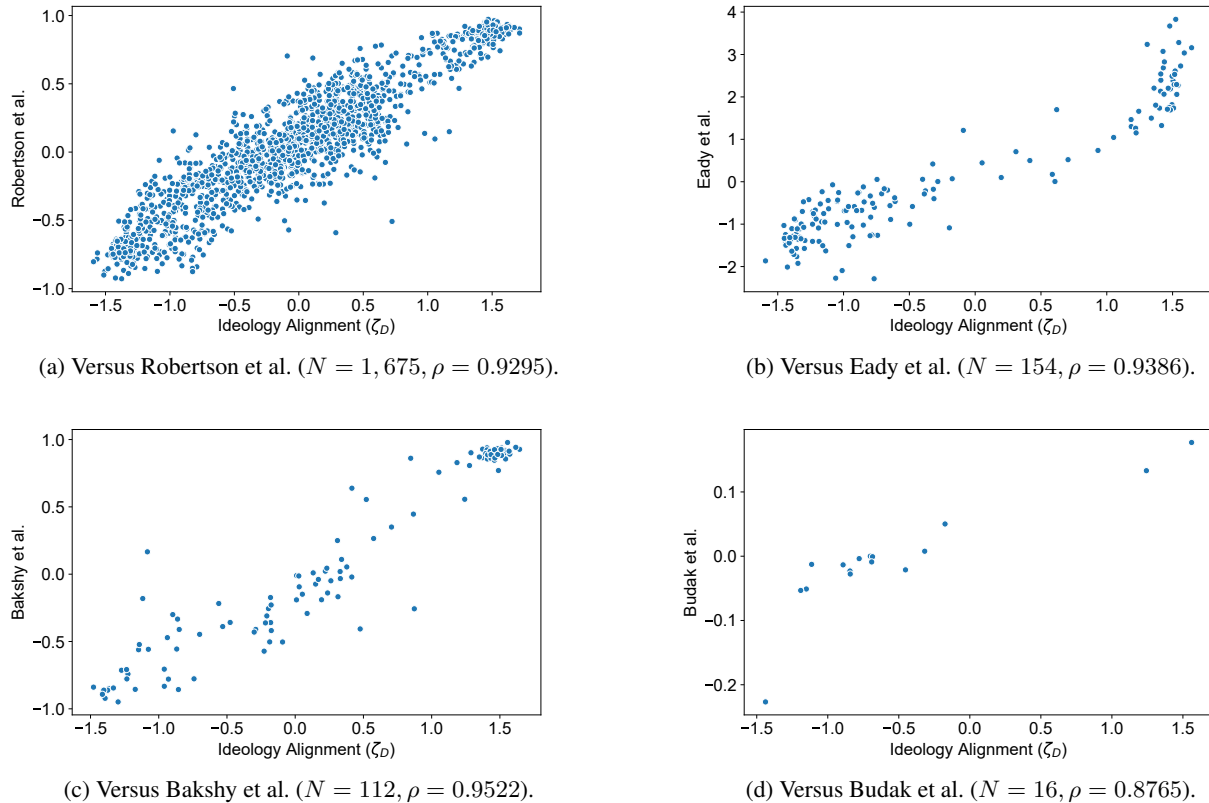 1.0
0.5
0.0
−0.5
−1.0
Robertson et al.
−1.5 −1.0 −0.5 0.0 0.5 1.0 1.5
Ideology Alignment (ζD)
(a) Versus Robertson et al. (N = 1, 675, ρ = 0.9295).
4
3
2
1
0
−1
−2
Eady et al.
−1.5 −1.0 −0.5 0.0 0.5 1.0 1.5
Ideology Alignment (ζD)
(b) Versus Eady et al. (N = 154, ρ = 0.9386).
1.0
0.5
0.0
−0.5
−1.0
Bakshy et al.
−1.5 −1.0 −0.5 0.0 0.5 1.0 1.5
Ideology Alignment (ζD)
(c) Versus Bakshy et al. (N = 112, ρ = 0.9522).
0.1
0.0
−0.1
−0.2
Budak et al.
−1.5 −1.0 −0.5 0.0 0.5 1.0 1.5
Ideology Alignment (ζD)
(d) Versus Budak et al. (N = 16, ρ = 0.8765).